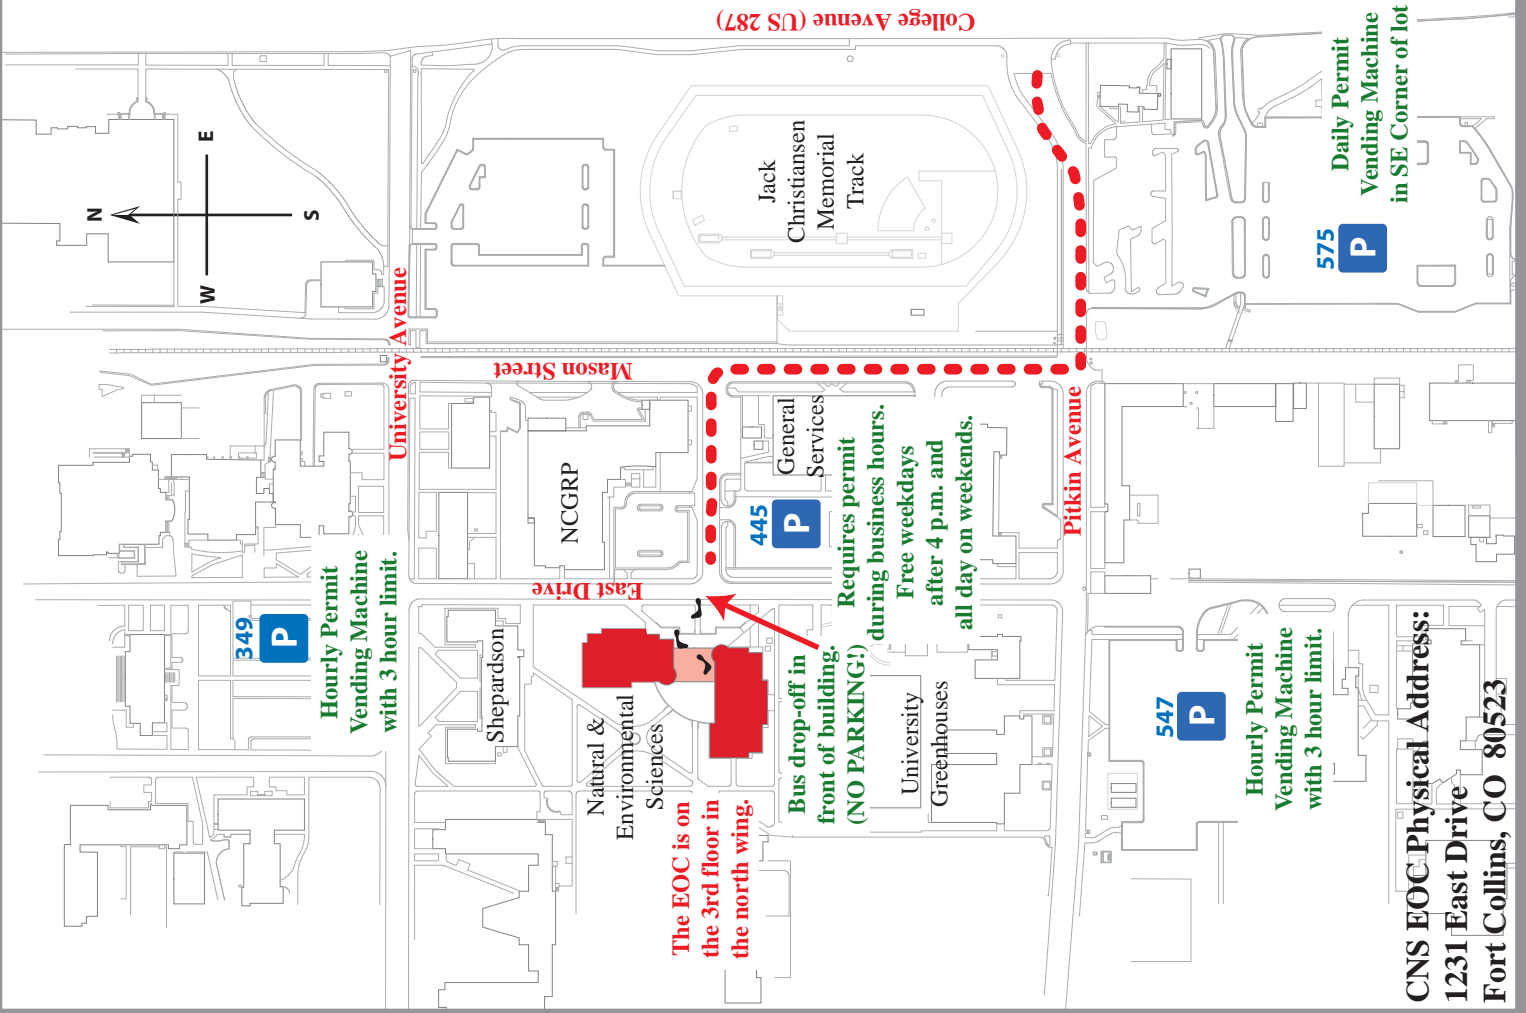 College Avenue (US 287)
N
E
S
W
University Avenue
Mason Street
East Drive
Pitkin Avenue
Jack
Christiansen
Memorial
Track
Daily Permit
Vending Machine
in SE Corner of lot
575
P
NCGRP
General
Services
445
P
Requires permit
during business hours.
Free weekdays
after 4 p.m. and
all day on weekends.
349
P
Hourly Permit
Vending Machine
with 3 hour limit.
Shepardson
Natural &
Environmental
Sciences
The EOC is on
the 3rd floor in
the north wing.
Bus drop-off in
front of building.
(NO PARKING!)
University
Greenhouses
547
P
Hourly Permit
Vending Machine
with 3 hour limit.
CNS EOC Physical Address:
1231 East Drive
Fort Collins, CO 80523